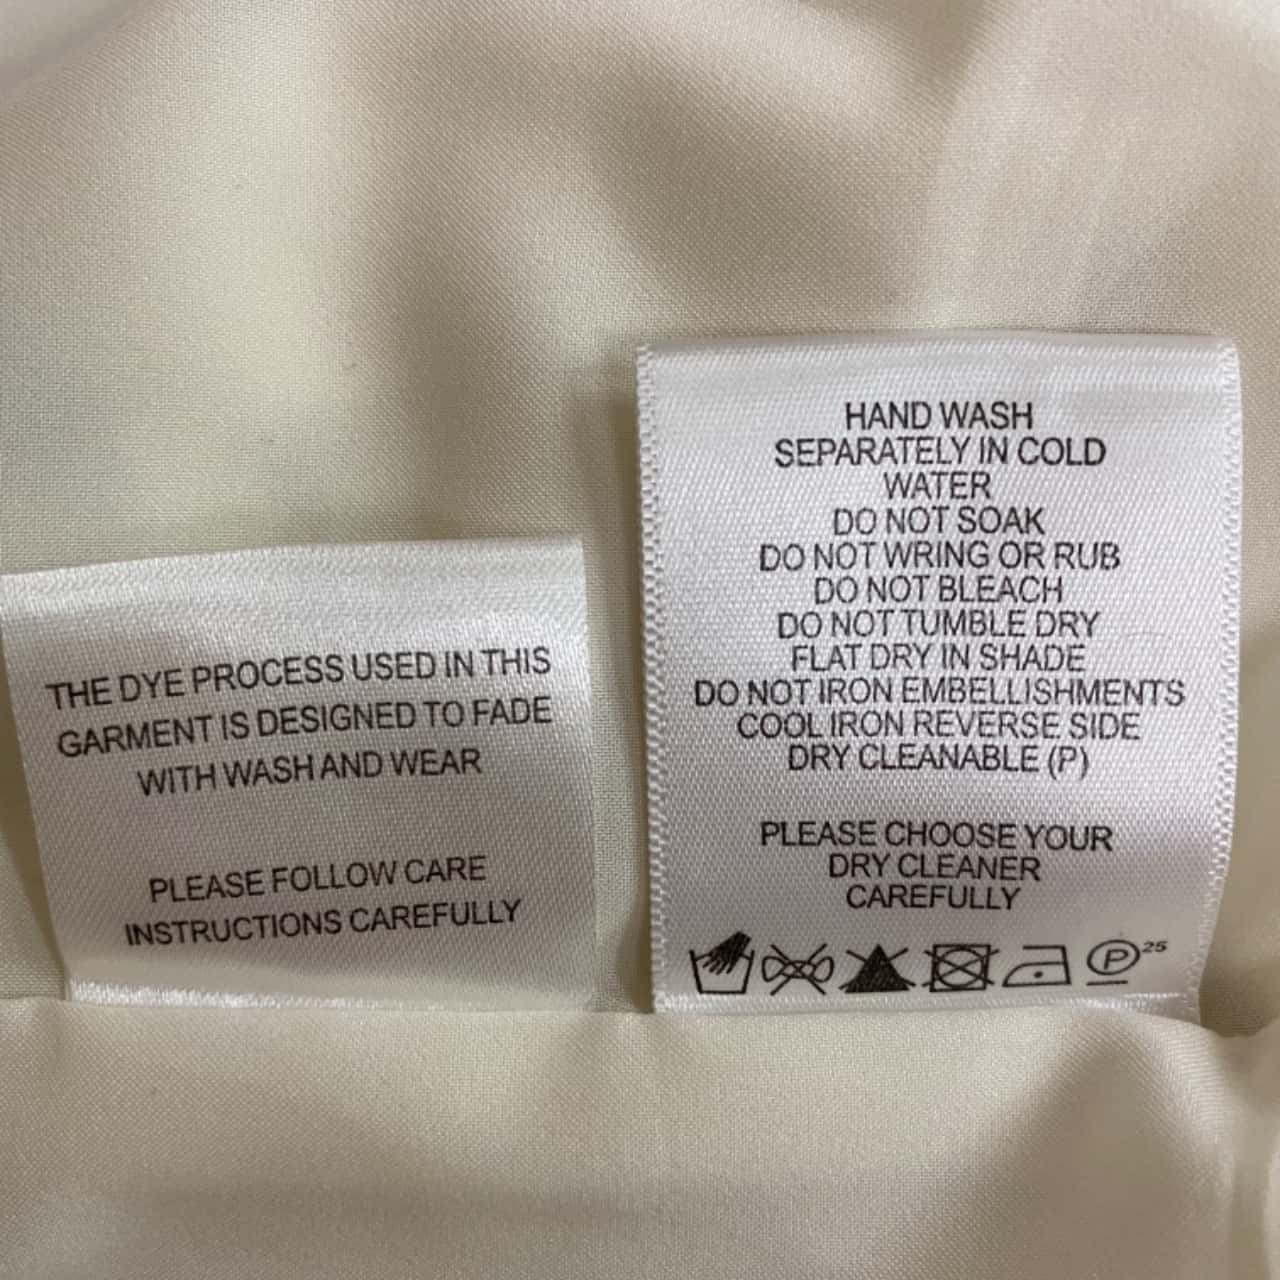 THE DYE PROCESS USED IN THIS
GARMENT IS DESIGNED TO FADE
WITH WASH AND WEAR
PLEASE FOLLOW CARE
INSTRUCTIONS CAREFULLY
HAND WASH
SEPARATELY IN COLD
WATER
DO NOT SOAK
DO NOT WRING OR RUB
DO NOT BLEACH
DO NOT TUMBLE DRY
FLAT DRY IN SHADE
DO NOT IRON EMBELLISHMENTS
COOL IRON REVERSE SIDE
DRY CLEANABLE (P)
PLEASE CHOOSE YOUR
DRY CLEANER
CAREFULLY
P 25